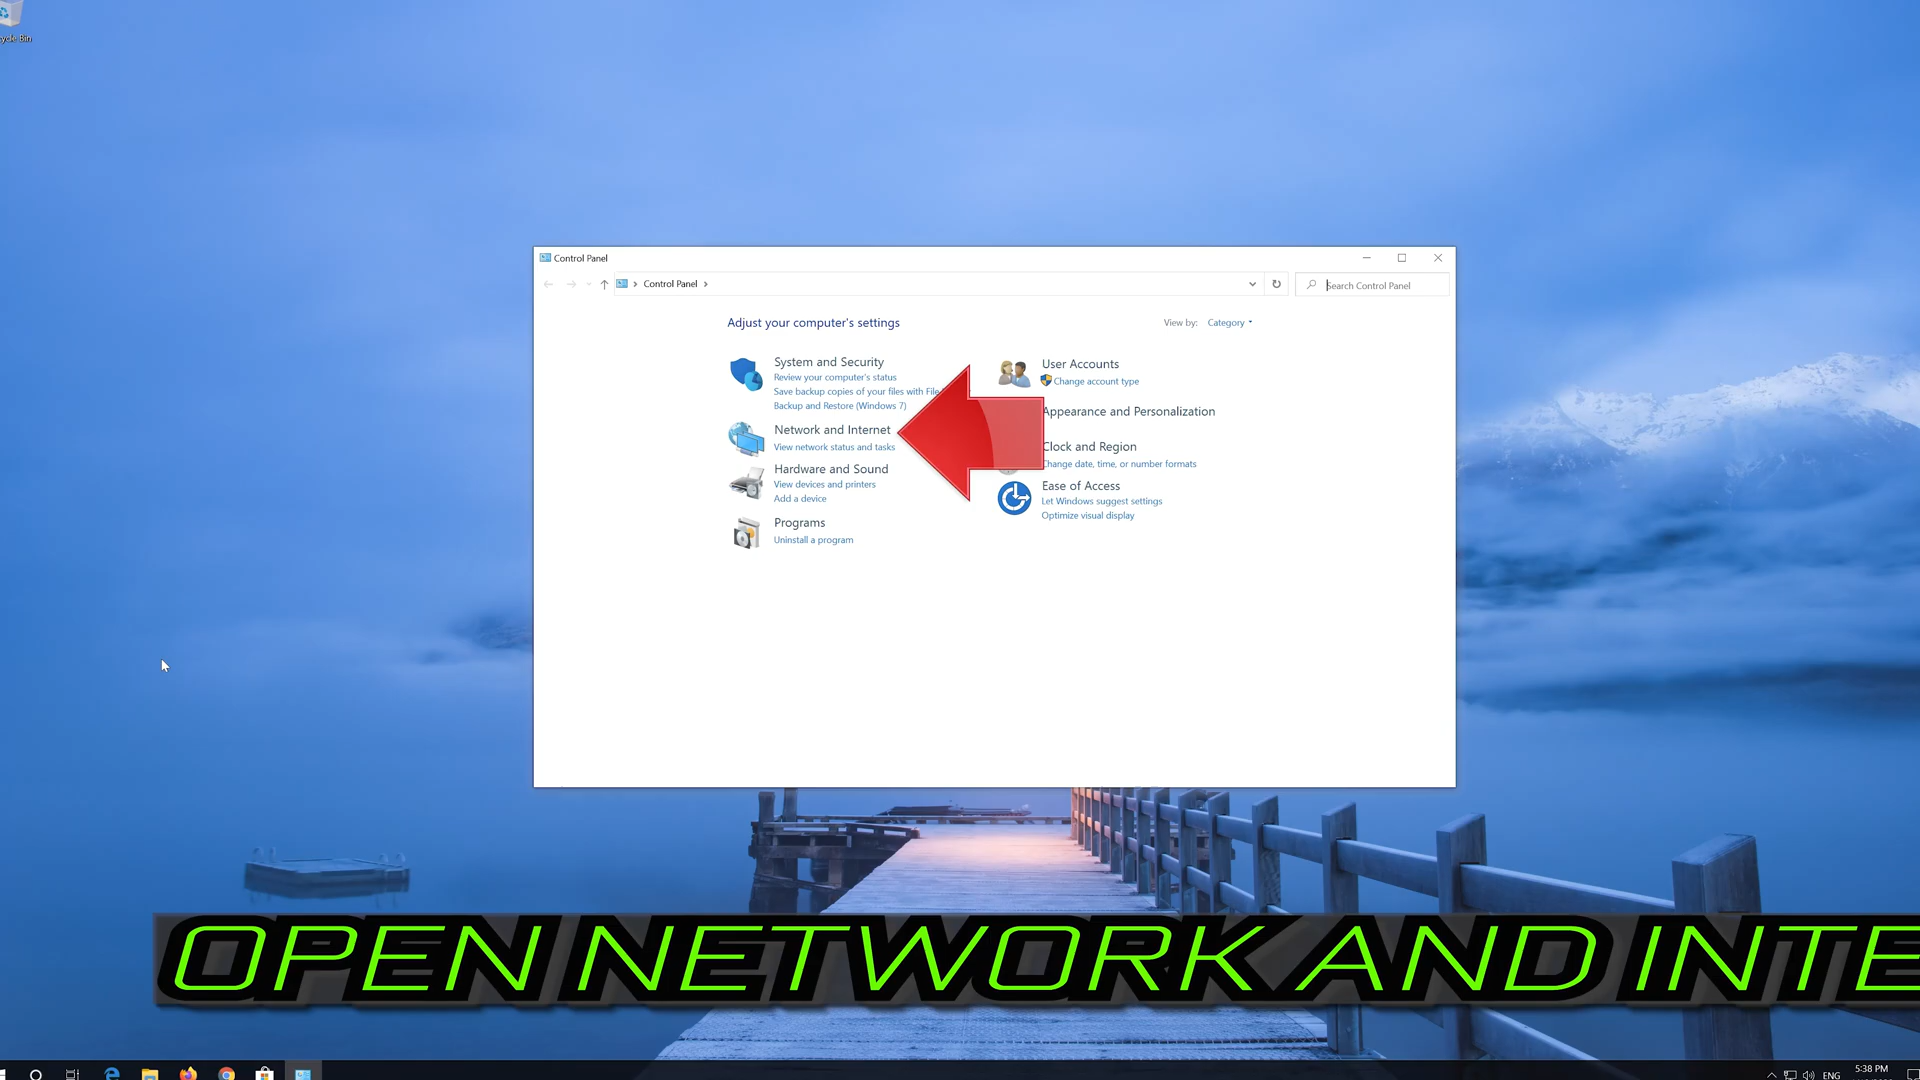 Control Panel
Control Panel
Search Control Panel
Adjust your computer's settings
View by: Category
System and Security
Review your computer's status
Save backup copies of your files with File
Backup and Restore (Windows 7)
Network and Internet
View network status and tasks
Hardware and Sound
View devices and printers
Add a device
Programs
Uninstall a program
User Accounts
Change account type
Appearance and Personalization
Clock and Region
Change date, time, or number formats
Ease of Access
Let Windows suggest settings
Optimize visual display
OPEN NETWORK AND INTE
ENG
5:38 PM